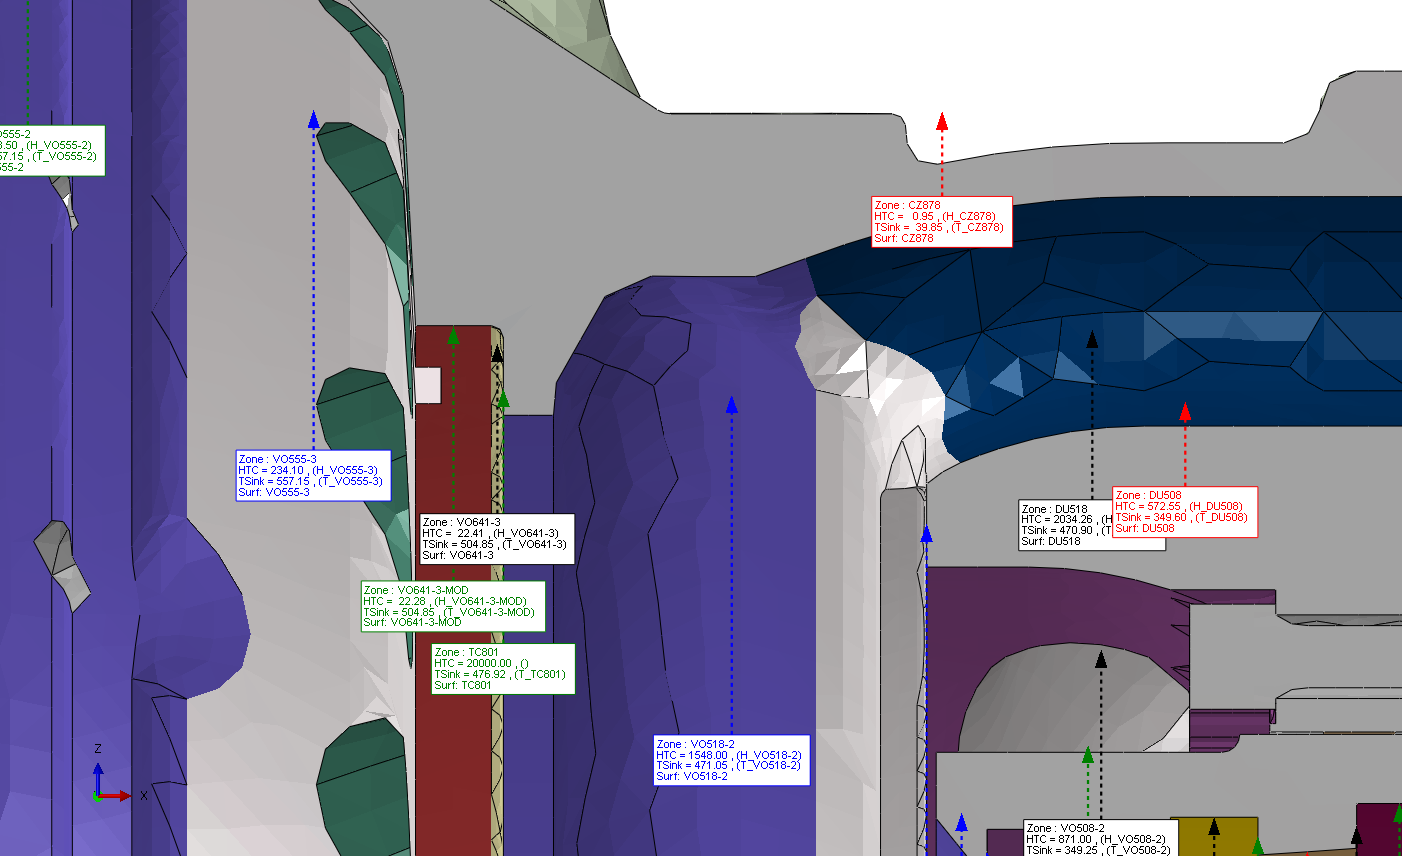 O555-2
3.50 , (H_VO555-2)
57.15 , (T_VO555-2)
555-2
Zone : CZ878
HTC = 0.95 , (H_CZ878)
TSink = 39.85 , (T_CZ878)
Surf: CZ878
Zone : VO555-3
HTC = 234.10 , (H_VO555-3)
TSink = 557.15 , (T_VO555-3)
Surf: VO555-3
Zone : VO641-3
HTC = 22.41 , (H_VO641-3)
TSink = 504.85 , (T_VO641-3)
Surf: VO641-3
Zone : DU518
HTC = 2034.26 , (H
TSink = 470.90 , (T
Surf: DU518
Zone : DU508
HTC = 572.55 , (H_DU508)
TSink = 349.60 , (T_DU508)
Surf: DU508
Zone : VO641-3-MOD
HTC = 22.28 , (H_VO641-3-MOD)
TSink = 504.85 , (T_VO641-3-MOD)
Surf: VO641-3-MOD
Zone : TC801
HTC = 20000.00 , ()
TSink = 476.92 , (T_TC801)
Surf: TC801
Zone : VO518-2
HTC = 1548.00 , (H_VO518-2)
TSink = 471.05 , (T_VO518-2)
Surf: VO518-2
Z
X
Zone : VO508-2
HTC = 871.00 , (H_VO508-2)
TSink = 349.25 , (T_VO508-2)